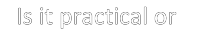 Is it practical or